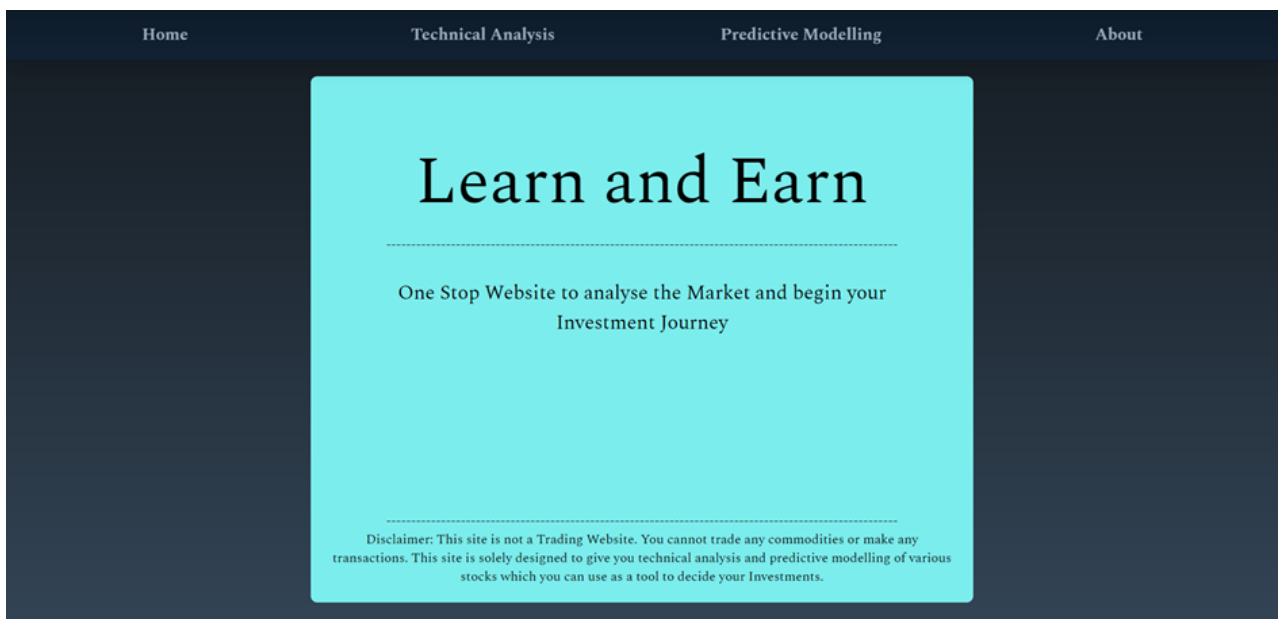 Home Technical Analysis Predictive Modelling About
Learn and Earn
One Stop Website to analyse the Market and begin your
Investment Journey
Disclaimer: This site is not a Trading Website. You cannot trade any commodities or make any
transactions. This site is solely designed to give you technical analysis and predictive modelling of various
stocks which you can use as a tool to decide your Investments.